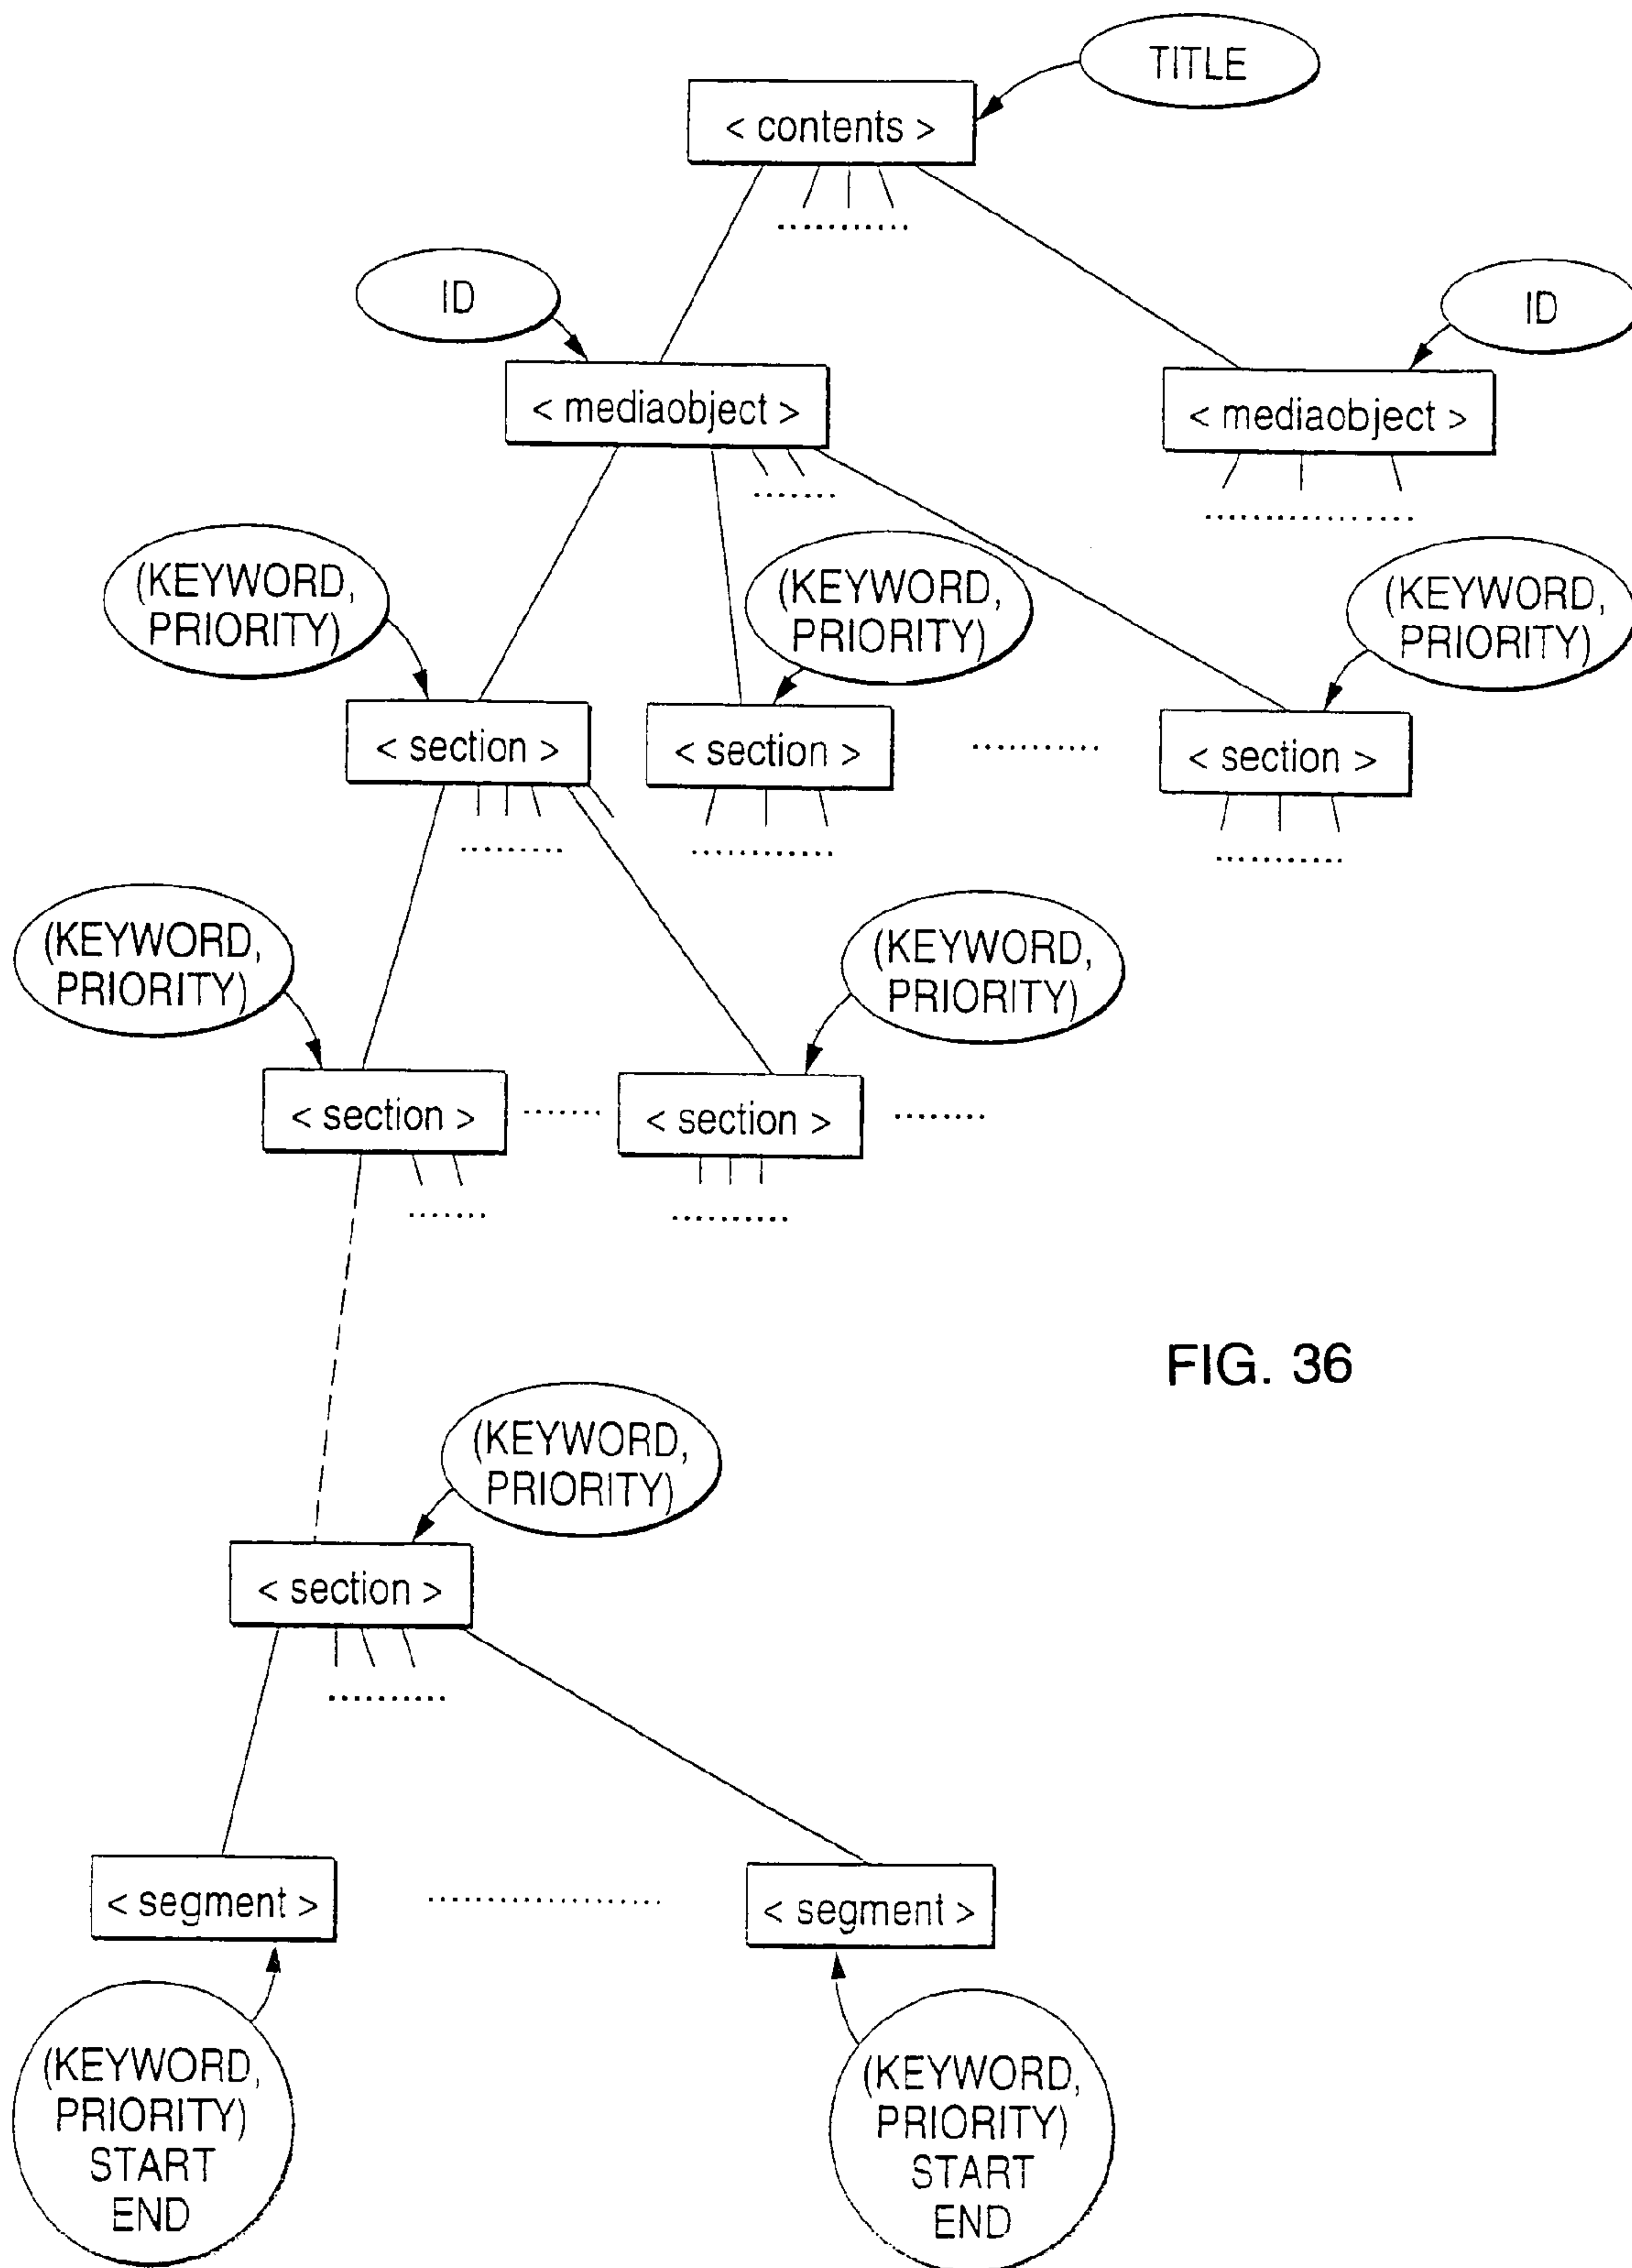 TITLE
< contents >
ID
ID
< mediaobject >
< mediaobject >
(KEYWORD,
PRIORITY)
(KEYWORD,
PRIORITY)
(KEYWORD,
PRIORITY)
< section >
< section >
< section >
(KEYWORD,
PRIORITY)
(KEYWORD,
PRIORITY)
< section >
< section >
FIG. 36
(KEYWORD,
PRIORITY)
< section >
< segment >
< segment >
(KEYWORD,
PRIORITY)
START
END
(KEYWORD,
PRIORITY)
START
END